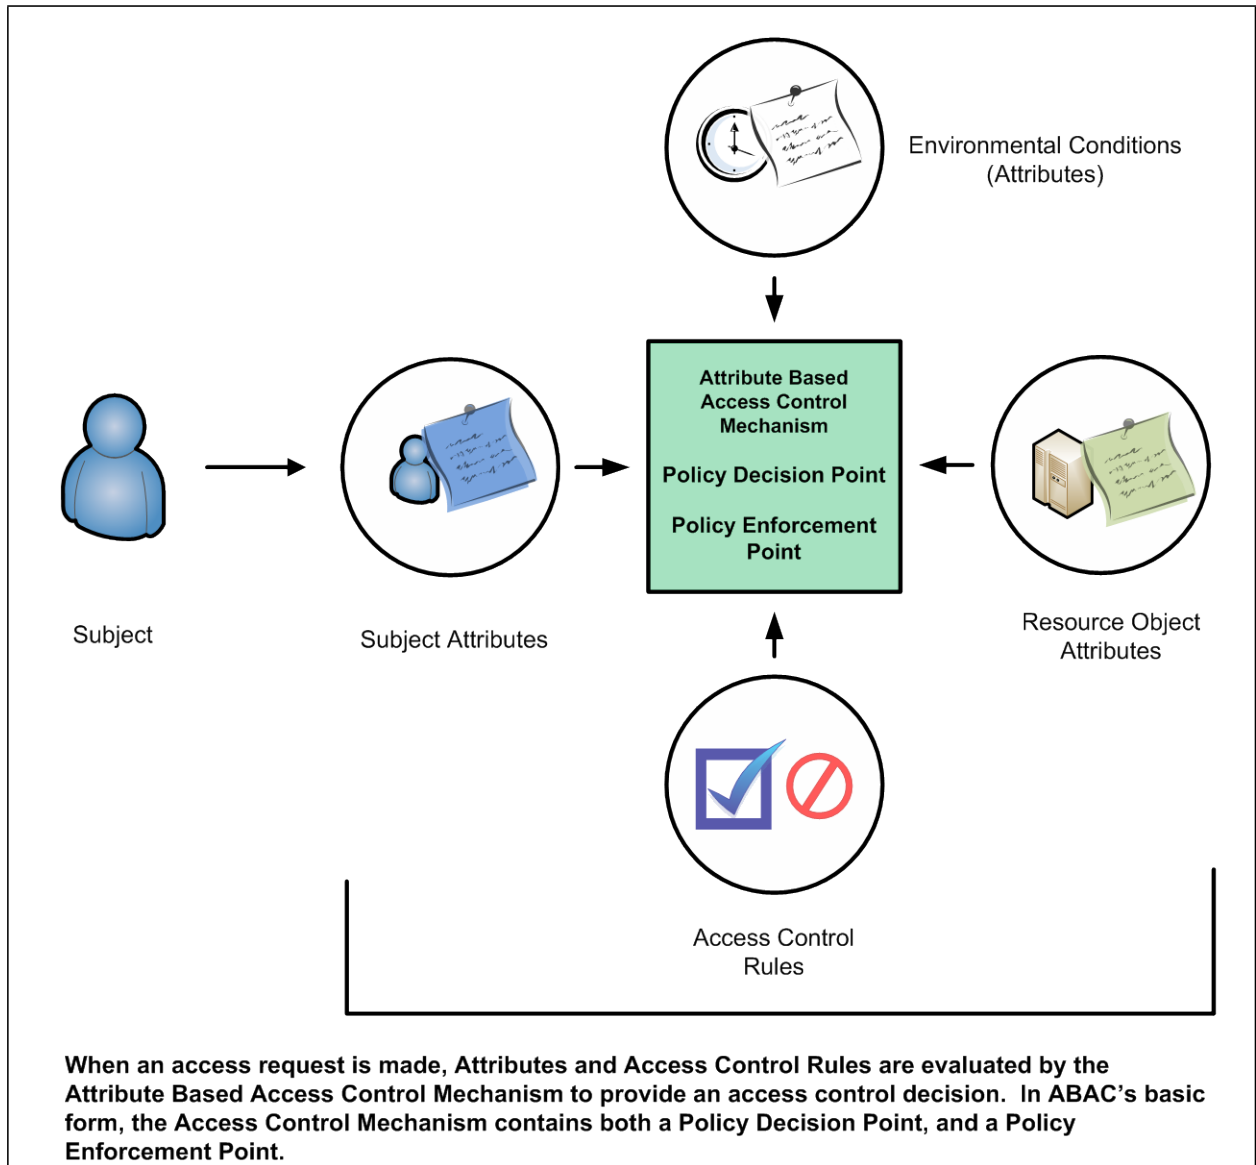 Environmental Conditions
(Attributes)
Attribute Based
Access Control
Mechanism
Policy Decision Point
Policy Enforcement
Point
Subject
Subject Attributes
Resource Object
Attributes
Access Control
Rules
When an access request is made, Attributes and Access Control Rules are evaluated by the
Attribute Based Access Control Mechanism to provide an access control decision.  In ABAC's basic
form, the Access Control Mechanism contains both a Policy Decision Point, and a Policy
Enforcement Point.